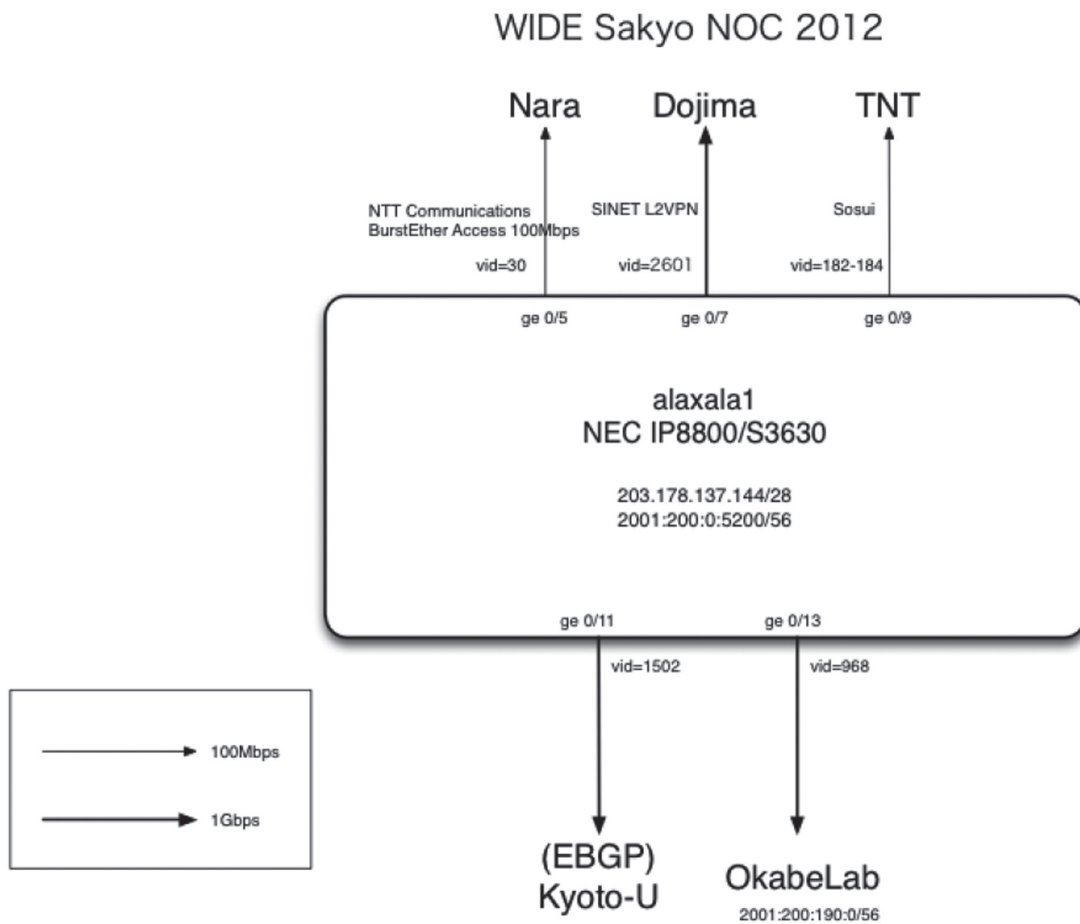 WIDE Sakyo NOC 2012
Nara
Dojima
TNT
NTT Communications
BurstEther Access 100Mbps
SINET L2VPN
Sosui
vid=30
vid=2601
vid=182-184
ge 0/5
ge 0/7
ge 0/9
alaxala1
NEC IP8800/S3630
203.178.137.144/28
2001:200:0:5200/56
ge 0/11
ge 0/13
vid=1502
vid=968
100Mbps
1Gbps
(EBGP)
Kyoto-U
OkabeLab
2001:200:190:0/56